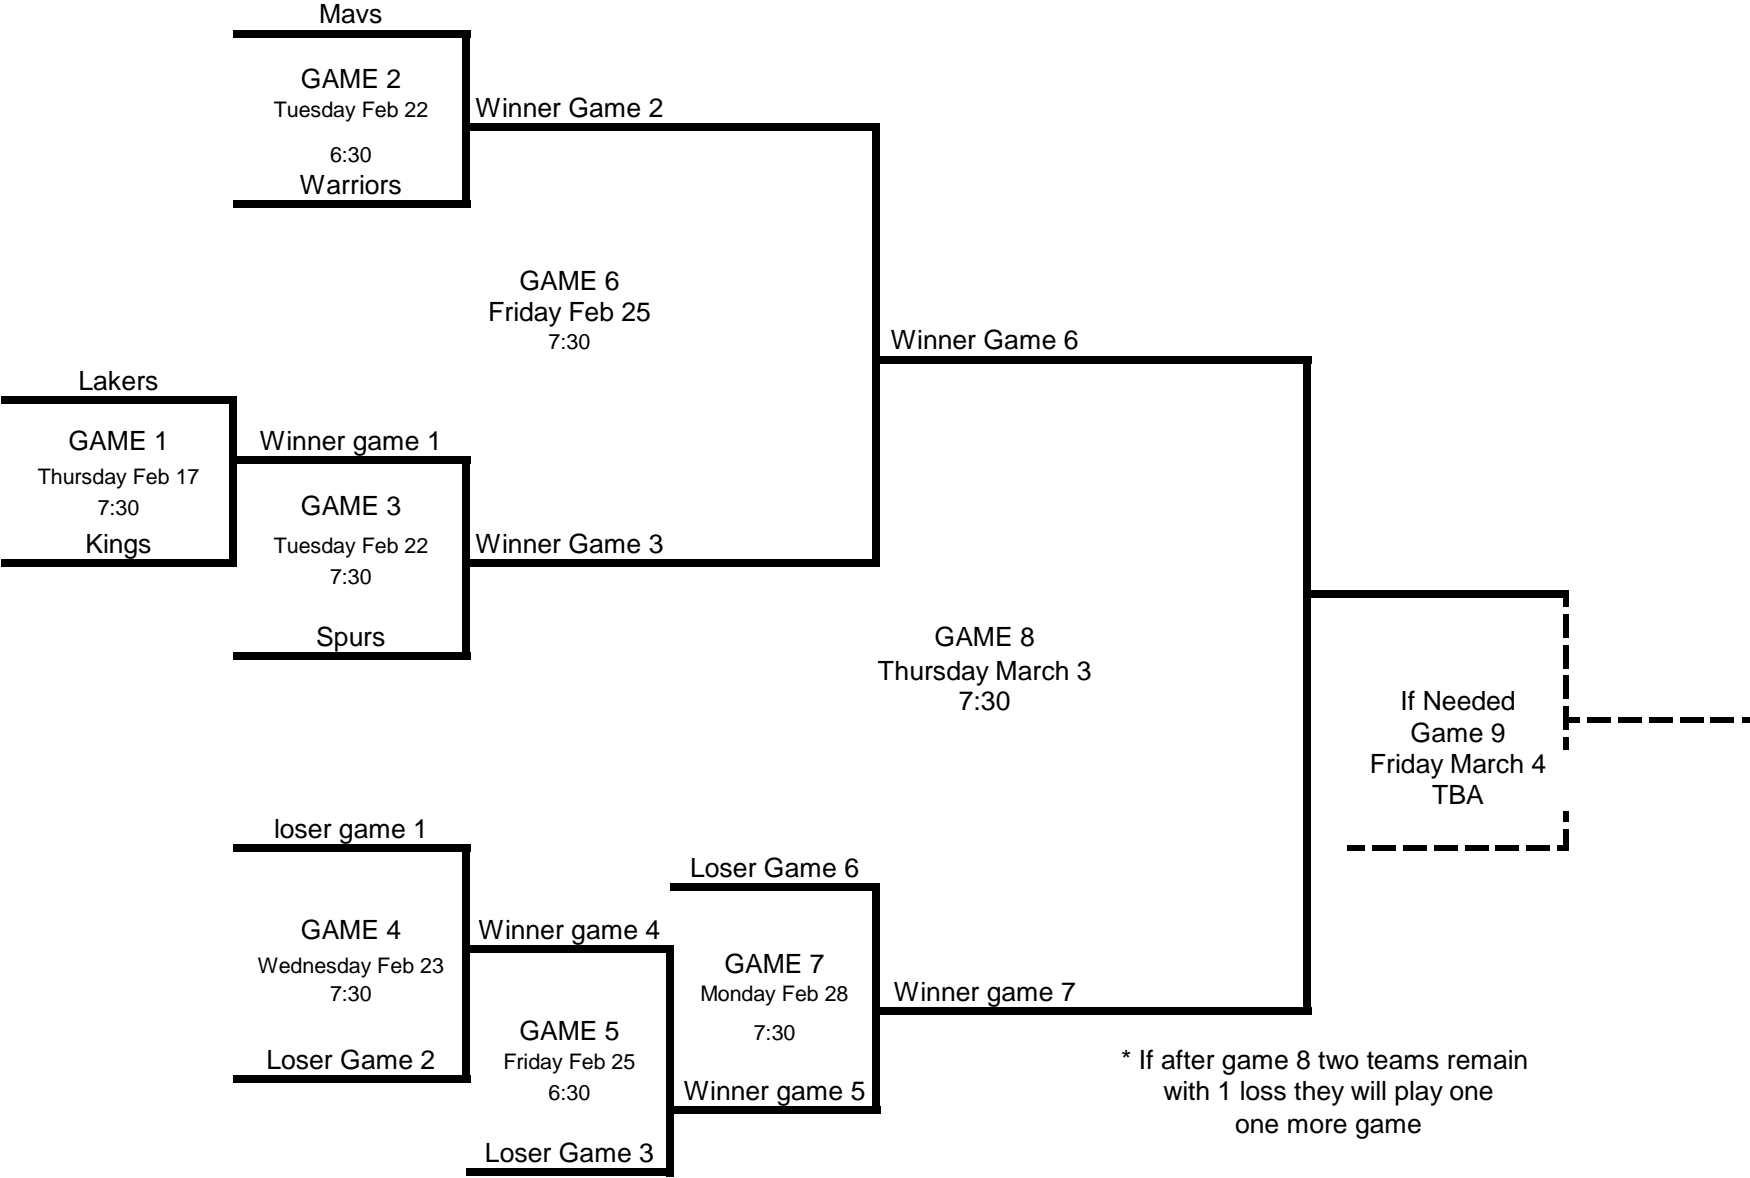 Mavs
GAME 2
Tuesday Feb 22
6:30
Warriors
Winner Game 2
GAME 6
Friday Feb 25
7:30
Winner Game 6
Lakers
GAME 1
Thursday Feb 17
7:30
Kings
Winner game 1
GAME 3
Tuesday Feb 22
7:30
Spurs
Winner Game 3
GAME 8
Thursday March 3
7:30
If Needed
Game 9
Friday March 4
TBA
loser game 1
GAME 4
Wednesday Feb 23
7:30
Loser Game 2
Winner game 4
GAME 5
Friday Feb 25
6:30
Loser Game 3
Loser Game 6
GAME 7
Monday Feb 28
7:30
Winner game 5
Winner game 7
* If after game 8 two teams remain
with 1 loss they will play one
one more game